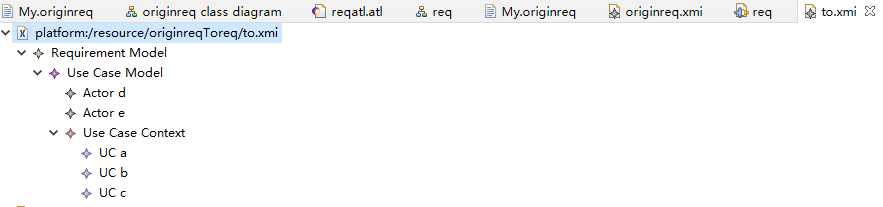 My.originreq originreq class diagram reqatl.atl req My.originreq originreq.xmi req to.xmi
platform:/resource/originreqToreq/to.xmi
Requirement Model
Use Case Model
Actor d
Actor e
Use Case Context
UC a
UC b
UC c